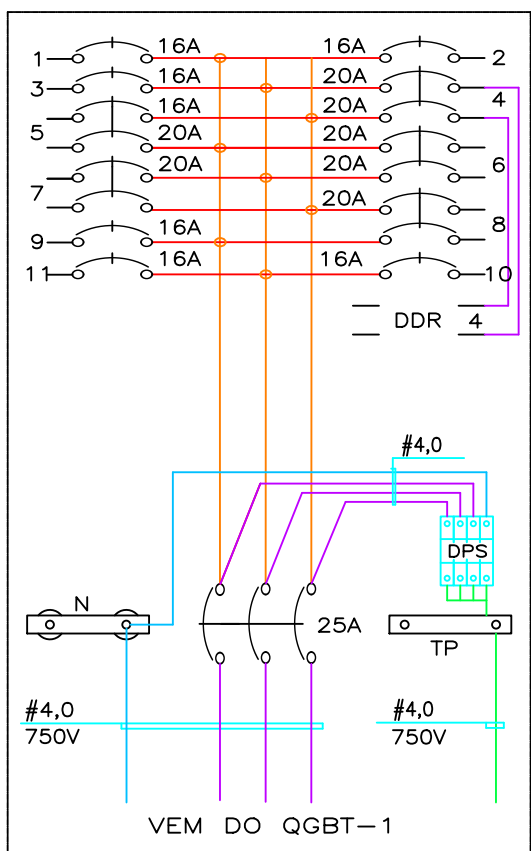 1 16A 16A 2
3 16A 20A 4
16A 20A
5 20A 20A
20A 20A 6
7 20A
9 16A 8
11 16A 16A 10
DDR 4
#4,0
DPS
N 25A TP
#4,0 #4,0
750V 750V
VEM DO QGBT-1